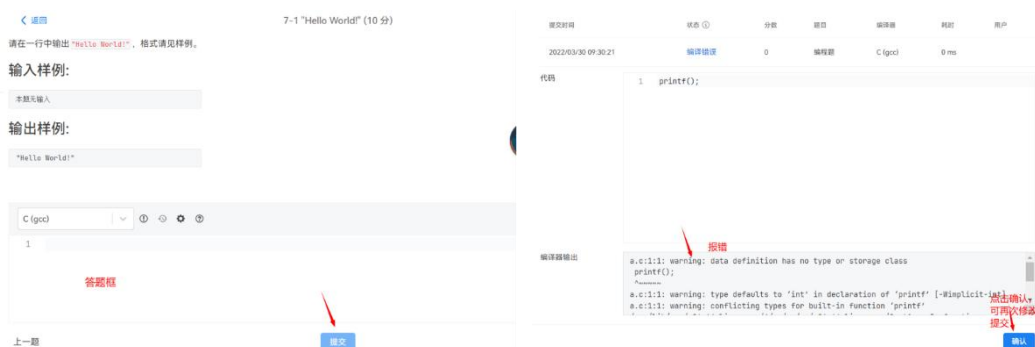 返回
7-1 "Hello World!" (10 分)
请在一行中输出 "Hello World!" ，格式请见样例。
输入样例:
本题无输入
输出样例:
"Hello World!"
C (gcc)
1
答题框
上一题
提交
提交时间 状态 分数 题目 编译器 耗时 用户
2022/03/30 09:30:21 编译错误 0 编程题 C (gcc) 0 ms
代码
1 printf();
报错
编译器输出
a.c:1:1: warning: data definition has no type or storage class
printf();
^~~~~~
a.c:1:1: warning: type defaults to 'int' in declaration of 'printf' [-Wimplicit-int]
a.c:1:1: warning: conflicting types for built-in function 'printf'
点击确认，
可再次修改
提交
确认